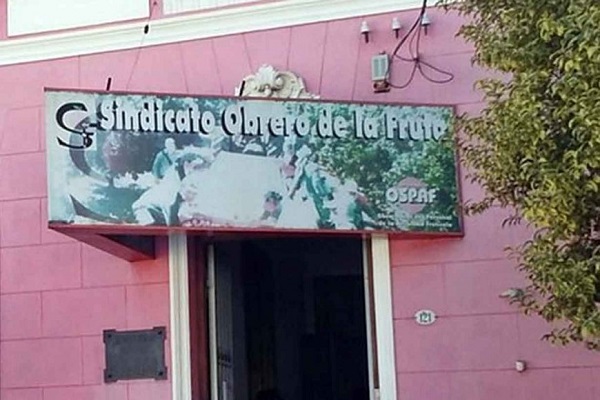 Sindicato Obrero de la Fruta
OSPAF
121